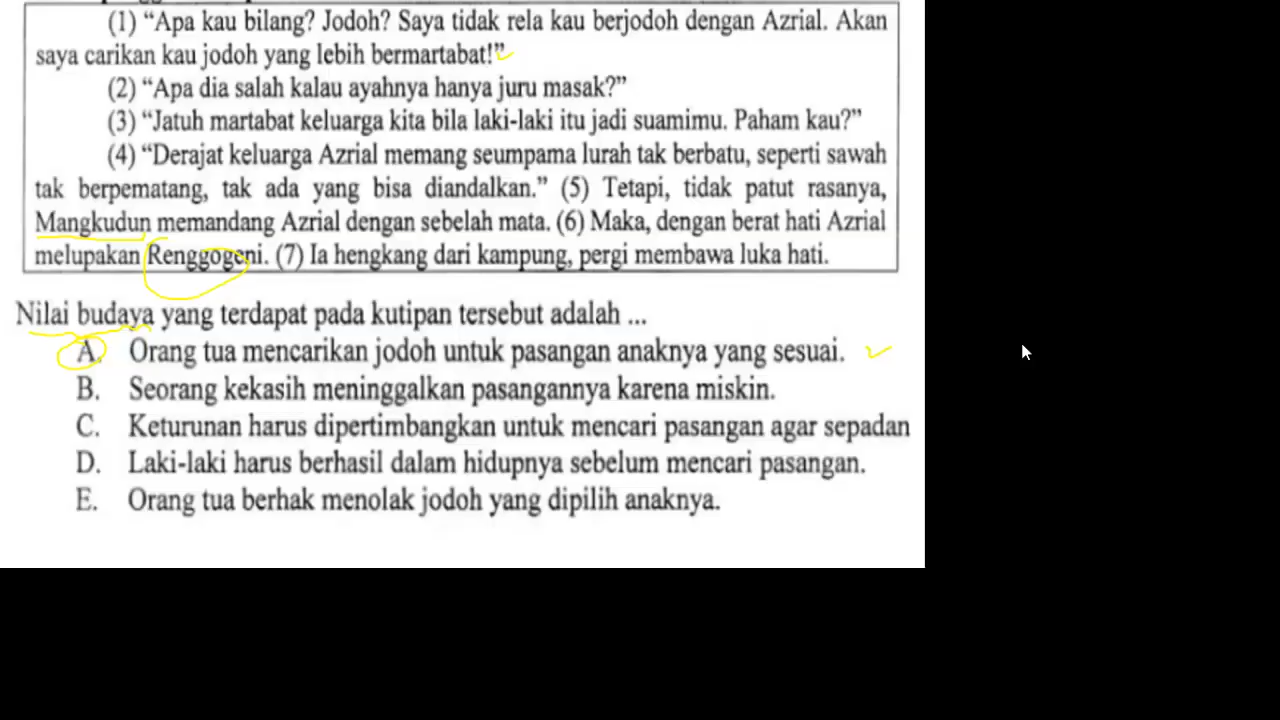 (1) “Apa kau bilang? Jodoh? Saya tidak rela kau berjodoh dengan Azrial. Akan
saya carikan kau jodoh yang lebih bermartabat!”
(2) “Apa dia salah kalau ayahnya hanya juru masak?”
(3) “Jatuh martabat keluarga kita bila laki-laki itu jadi suamimu. Paham kau?”
(4) “Derajat keluarga Azrial memang seumpama lurah tak berbatu, seperti sawah
tak berpematang, tak ada yang bisa diandalkan.” (5) Tetapi, tidak patut rasanya,
Mangkudun memandang Azrial dengan sebelah mata. (6) Maka, dengan berat hati Azrial
melupakan Renggogeni. (7) Ia hengkang dari kampung, pergi membawa luka hati.
Nilai budaya yang terdapat pada kutipan tersebut adalah ...
A. Orang tua mencarikan jodoh untuk pasangan anaknya yang sesuai.
B. Seorang kekasih meninggalkan pasangannya karena miskin.
C. Keturunan harus dipertimbangkan untuk mencari pasangan agar sepadan
D. Laki-laki harus berhasil dalam hidupnya sebelum mencari pasangan.
E. Orang tua berhak menolak jodoh yang dipilih anaknya.